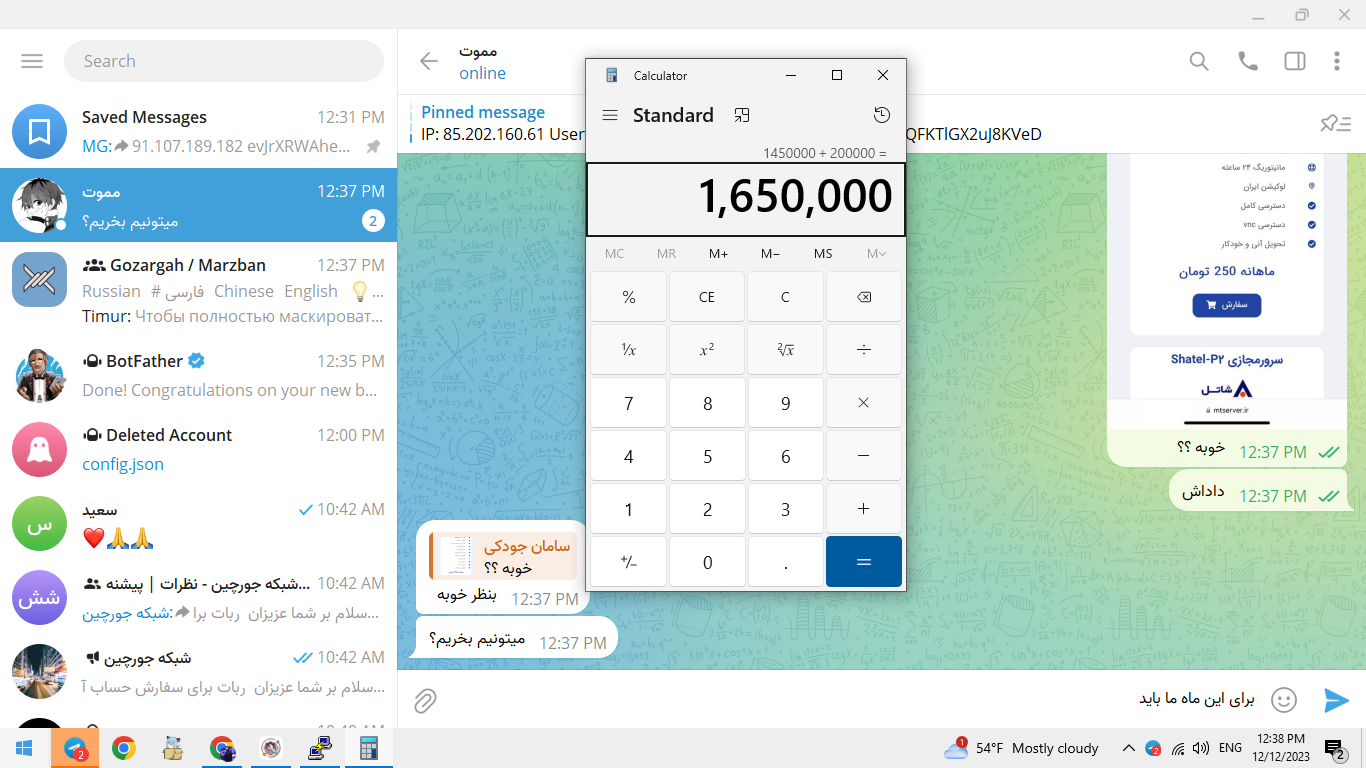 Search
Saved Messages
12:31 PM
MG: 91.107.189.182 evJrXRWAhe...
مموت
12:37 PM
میتونیم بخریم؟
2
Gozargah / Marzban
12:37 PM
Russian # فارسی Chinese English 💡...
Timur: Чтобы полностью маскироват...
BotFather
12:35 PM
Done! Congratulations on your new b...
Deleted Account
12:00 PM
config.json
س
سعید
10:42 AM
❤️🙏🙏
شش
شبکه جورچین - نظرات | پیشنه...
10:42 AM
شبکه جورچین: سلام بر شما عزیزان ربات برا...
شبکه جورچین
10:42 AM
سلام بر شما عزیزان ربات برای سفارش حساب آ...
مموت
online
Pinned message
IP: 85.202.160.61 User
QFKTlGX2uJ8KVeD
Calculator
Standard
1450000 + 200000 =
1,650,000
MC MR M+ M− MS M
% CE C
¹/x x² ²√x ÷
7 8 9 ×
4 5 6 −
1 2 3 +
+/− 0 . =
مانیتورینگ ۲۴ ساعته
لوکیشن ایران
دسترسی کامل
دسترسی vnc
تحویل آنی و خودکار
ماهانه 250 تومان
سفارش
سرورمجازی Shatel-P2
شاتل
mtserver.ir
خوبه ؟؟
12:37 PM
داداش
12:37 PM
سامان جودکی
خوبه ؟؟
بنظر خوبه
12:37 PM
میتونیم بخریم؟
12:37 PM
برای این ماه ما باید
2
1
54°F Mostly cloudy
2
ENG
12:38 PM
12/12/2023
2